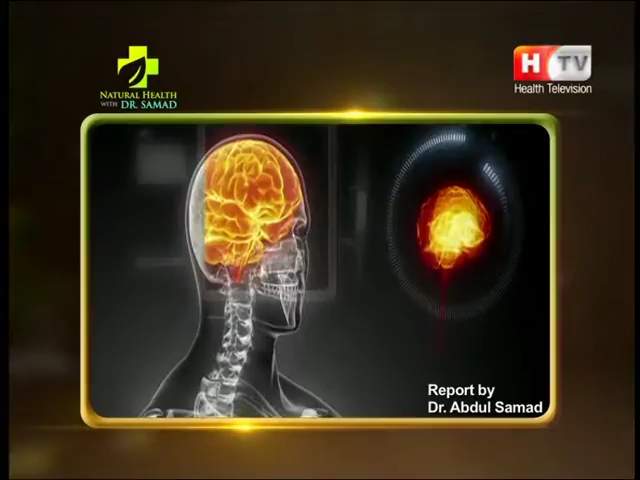 NATURAL HEALTH
WITH DR. SAMAD
H TV
Health Television
Report by
Dr. Abdul Samad